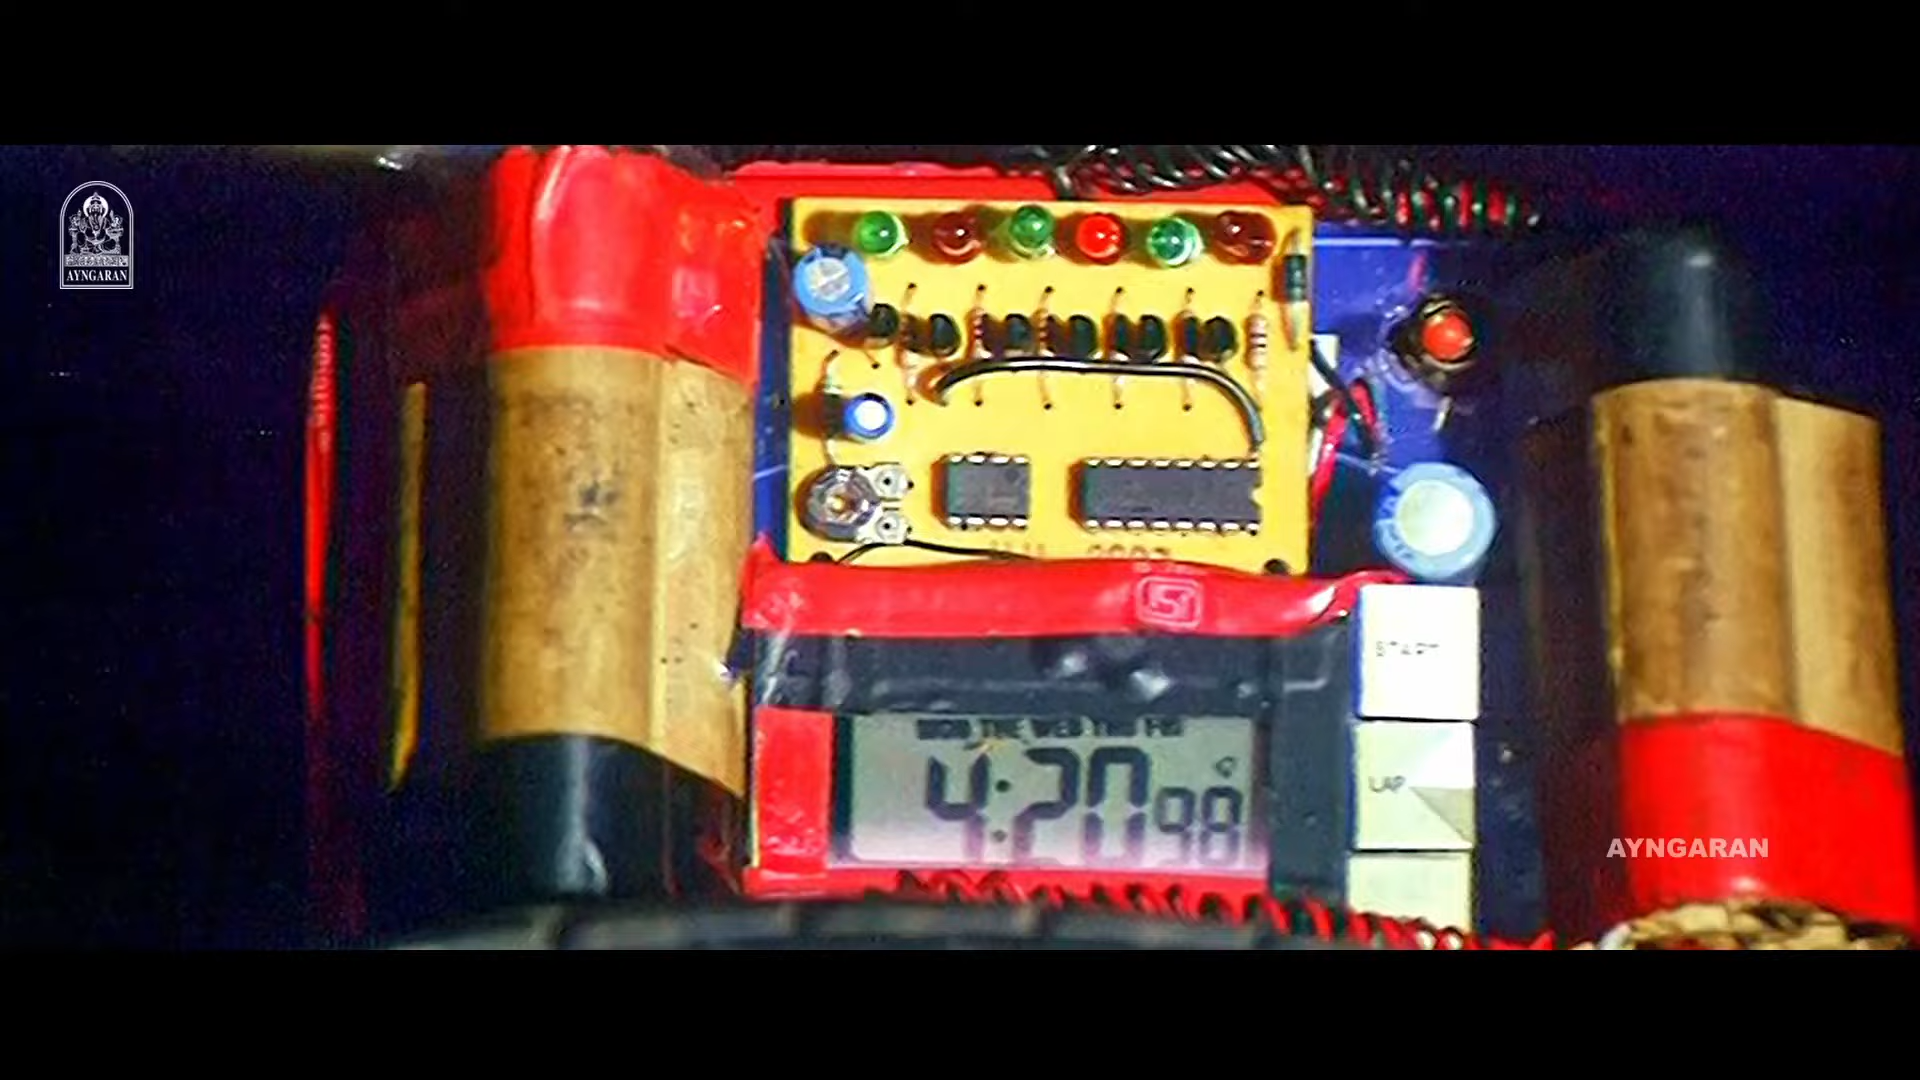 AYNGARAN
START
MON TUE WED THU FRI
4:20 98
LAP
AYNGARAN